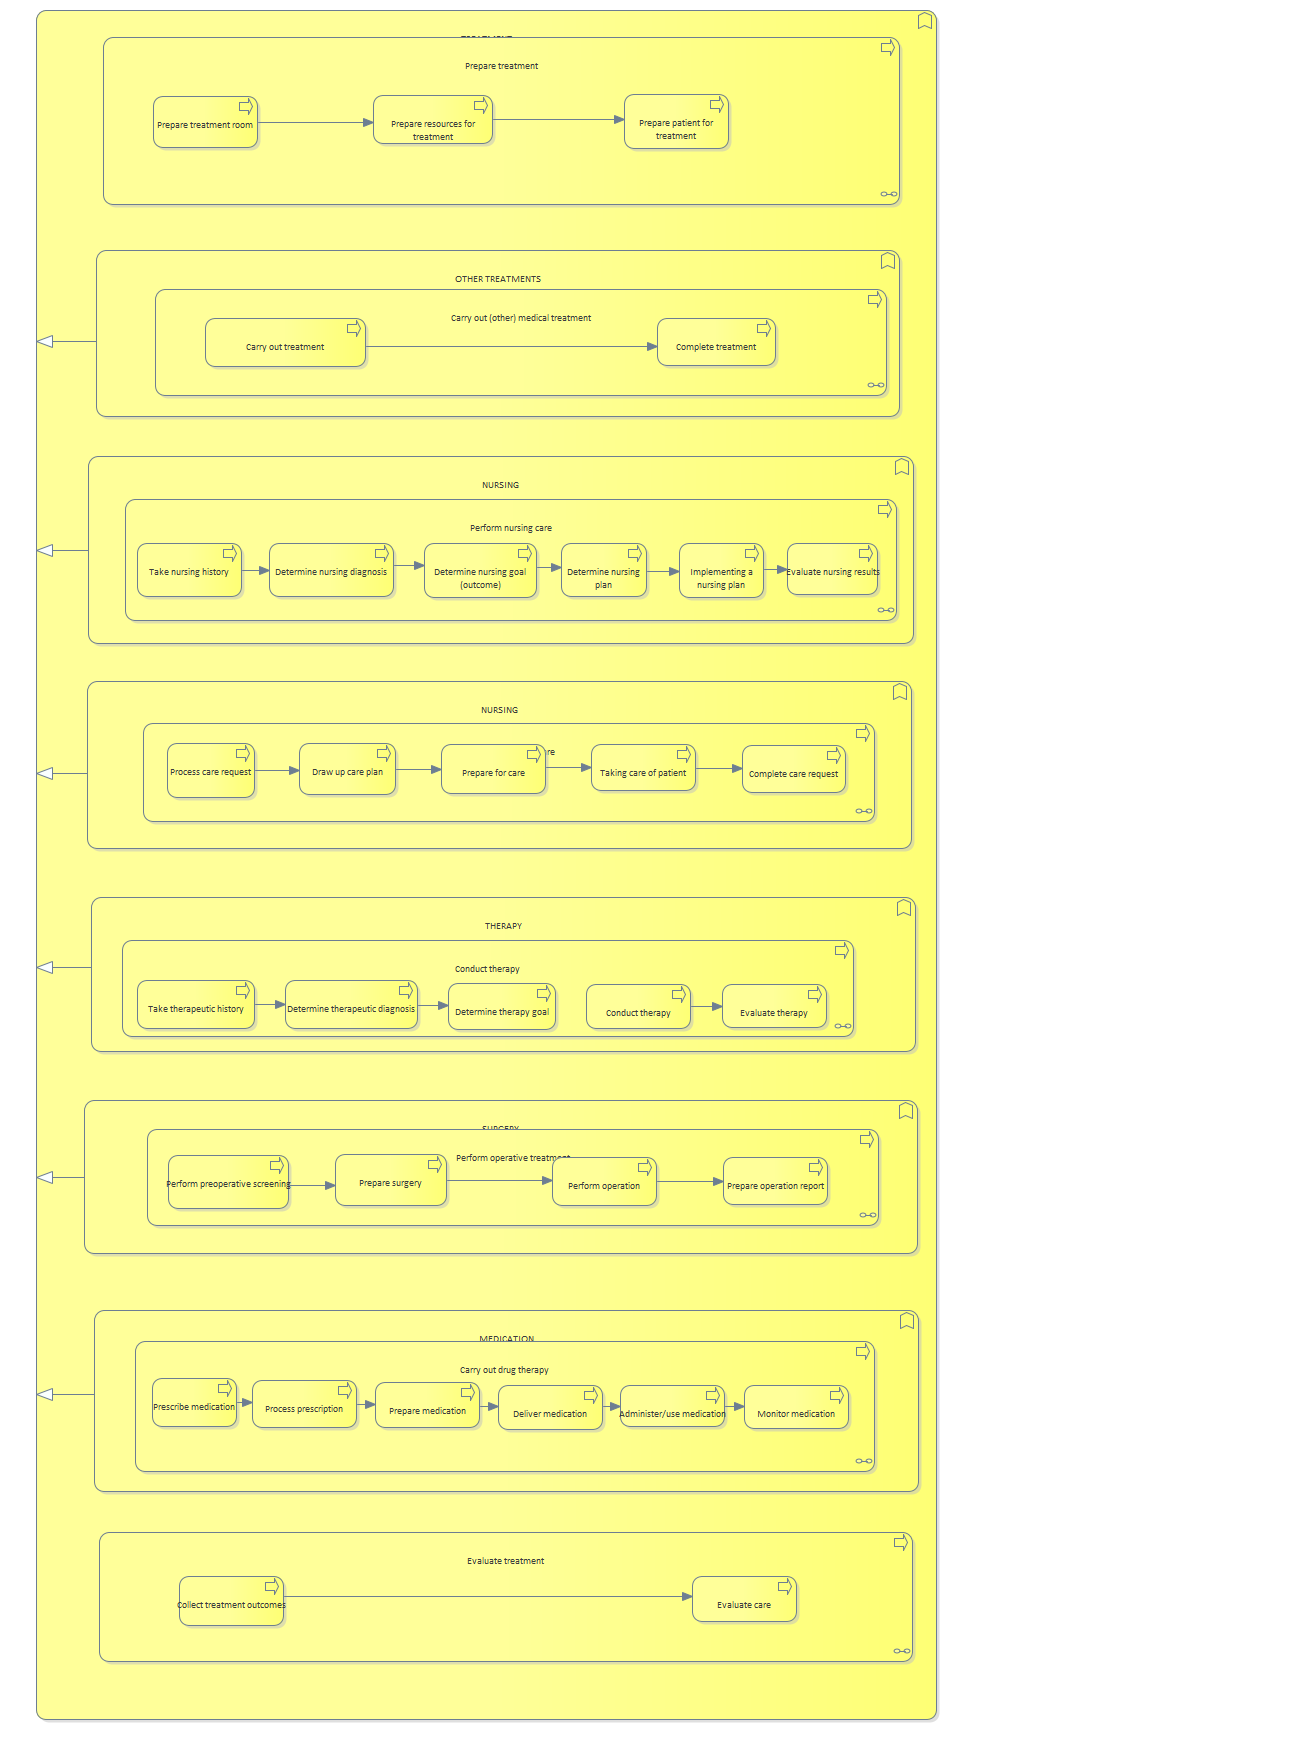 Prepare treatment
Prepare treatment room
Prepare resources for
treatment
Prepare patient for
treatment
OTHER TREATMENTS
Carry out (other) medical treatment
Carry out treatment
Complete treatment
NURSING
Perform nursing care
Take nursing history
Determine nursing diagnosis
Determine nursing goal
(outcome)
Determine nursing
plan
Implementing a
nursing plan
Evaluate nursing results
NURSING
re
Process care request
Draw up care plan
Prepare for care
Taking care of patient
Complete care request
THERAPY
Conduct therapy
Take therapeutic history
Determine therapeutic diagnosis
Determine therapy goal
Conduct therapy
Evaluate therapy
SURGERY
Perform operative treatment
Perform preoperative screening
Prepare surgery
Perform operation
Prepare operation report
MEDICATION
Carry out drug therapy
Prescribe medication
Process prescription
Prepare medication
Deliver medication
Administer/use medication
Monitor medication
Evaluate treatment
Collect treatment outcomes
Evaluate care